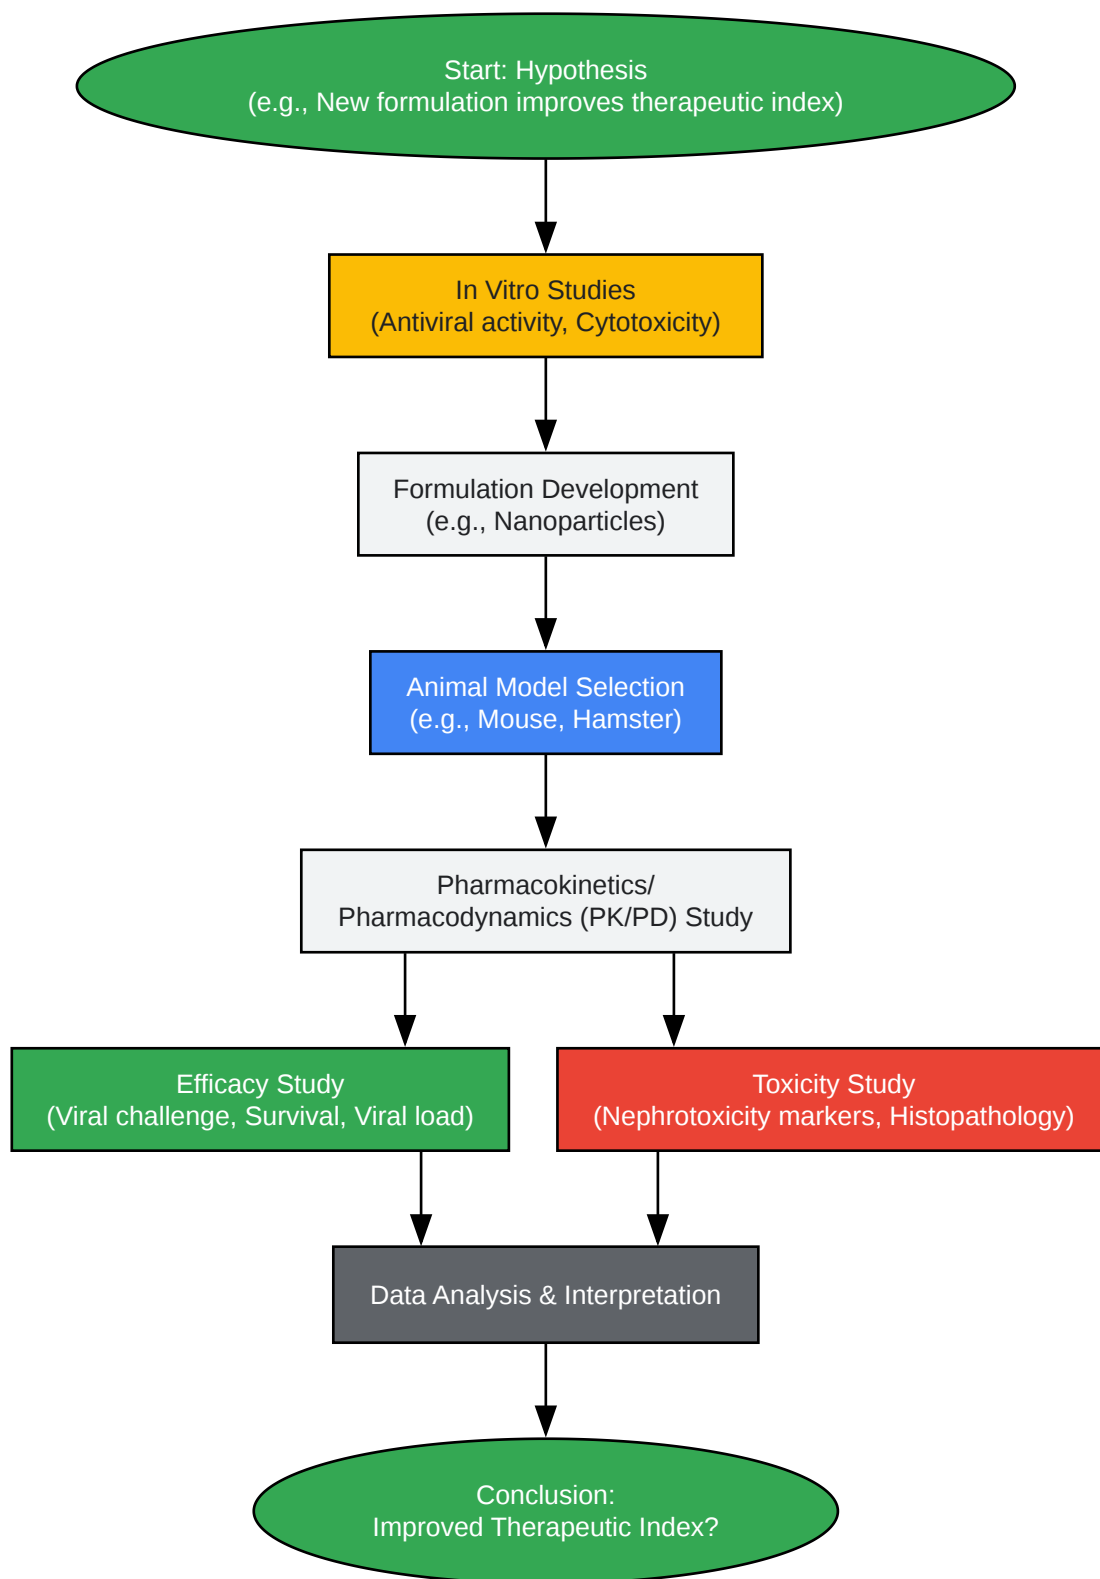 Start: Hypothesis
(e.g., New formulation improves therapeutic index)
In Vitro Studies
(Antiviral activity, Cytotoxicity)
Formulation Development
(e.g., Nanoparticles)
Animal Model Selection
(e.g., Mouse, Hamster)
Pharmacokinetics/
Pharmacodynamics (PK/PD) Study
Efficacy Study
(Viral challenge, Survival, Viral load)
Toxicity Study
(Nephrotoxicity markers, Histopathology)
Data Analysis & Interpretation
Conclusion:
Improved Therapeutic Index?